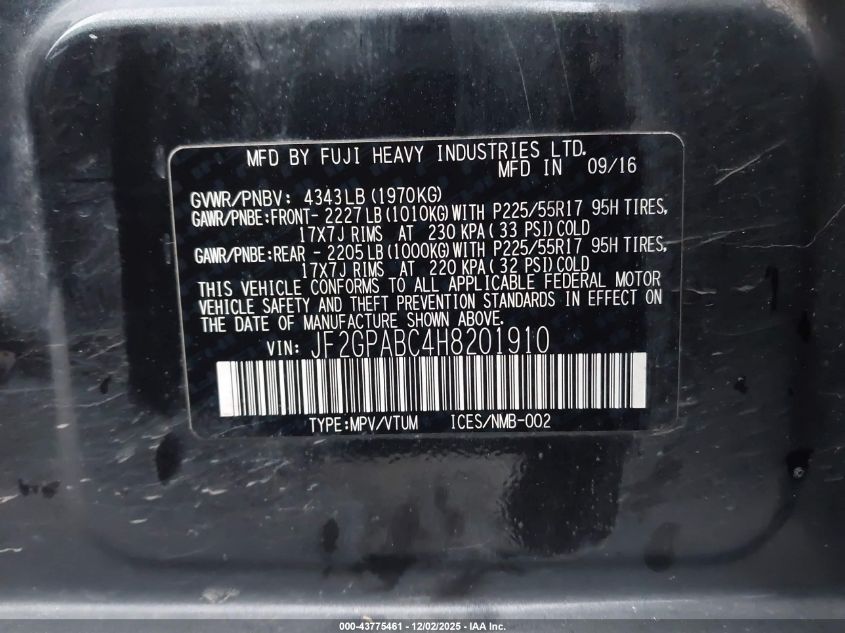 MFD BY FUJI HEAVY INDUSTRIES LTD.
MFD IN 09/16
GVWR/PNBV: 4343LB(1970KG)
GAWR/PNBE:FRONT- 2227LB(1010KG)WITH P225/55R17 95H TIRES,
17X7J RIMS AT 230 KPA(33 PSI)COLD
GAWR/PNBE:REAR - 2205LB(1000KG)WITH P225/55R17 95H TIRES,
17X7J RIMS AT 220 KPA(32 PSI)COLD
THIS VEHICLE CONFORMS TO ALL APPLICABLE FEDERAL MOTOR
VEHICLE SAFETY AND THEFT PREVENTION STANDARDS IN EFFECT ON
THE DATE OF MANUFACTURE SHOWN ABOVE.
VIN: JF2GPABC4H8201910
TYPE:MPV/VTUM ICES/NMB-002
000-43775461 - 12/02/2025 - IAA Inc.